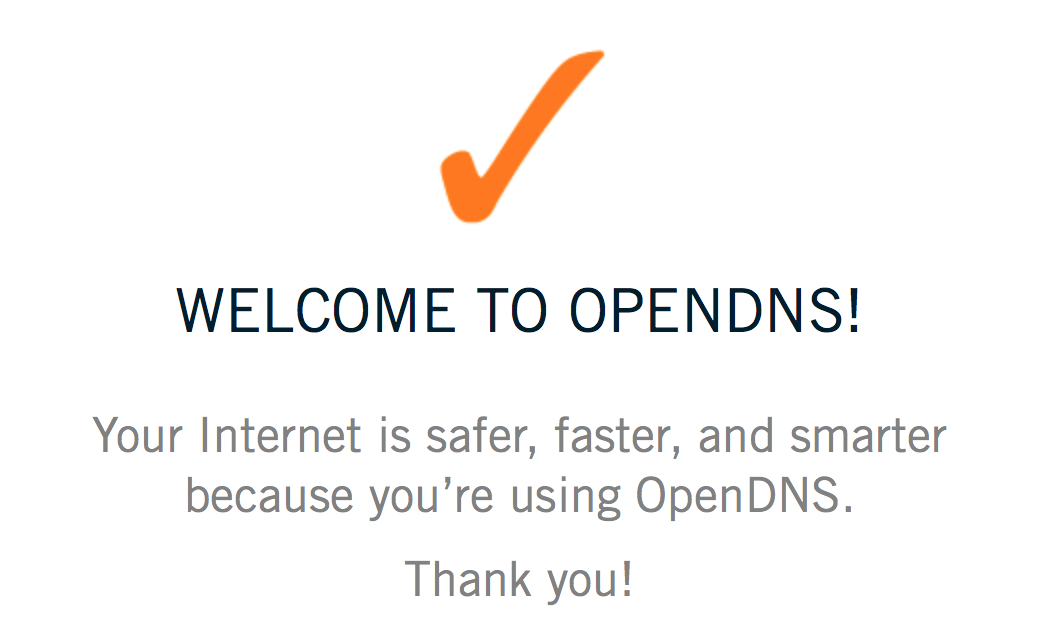 WELCOME TO OPENDNS!
Your Internet is safer, faster, and smarter
because you’re using OpenDNS.
Thank you!